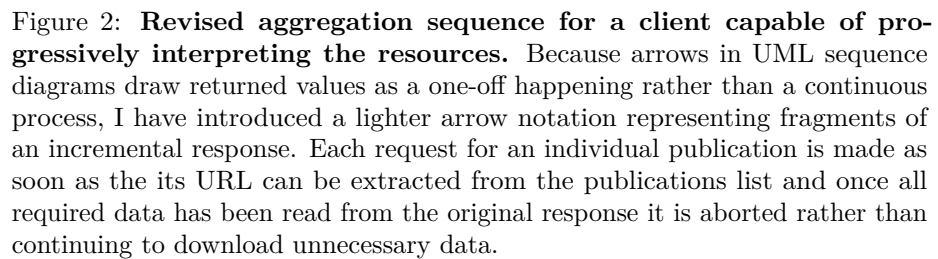 Figure 2: Revised aggregation sequence for a client capable of pro-
gressively interpreting the resources. Because arrows in UML sequence
diagrams draw returned values as a one-off happening rather than a continuous
process, I have introduced a lighter arrow notation representing fragments of
an incremental response. Each request for an individual publication is made as
soon as the its URL can be extracted from the publications list and once all
required data has been read from the original response it is aborted rather than
continuing to download unnecessary data.